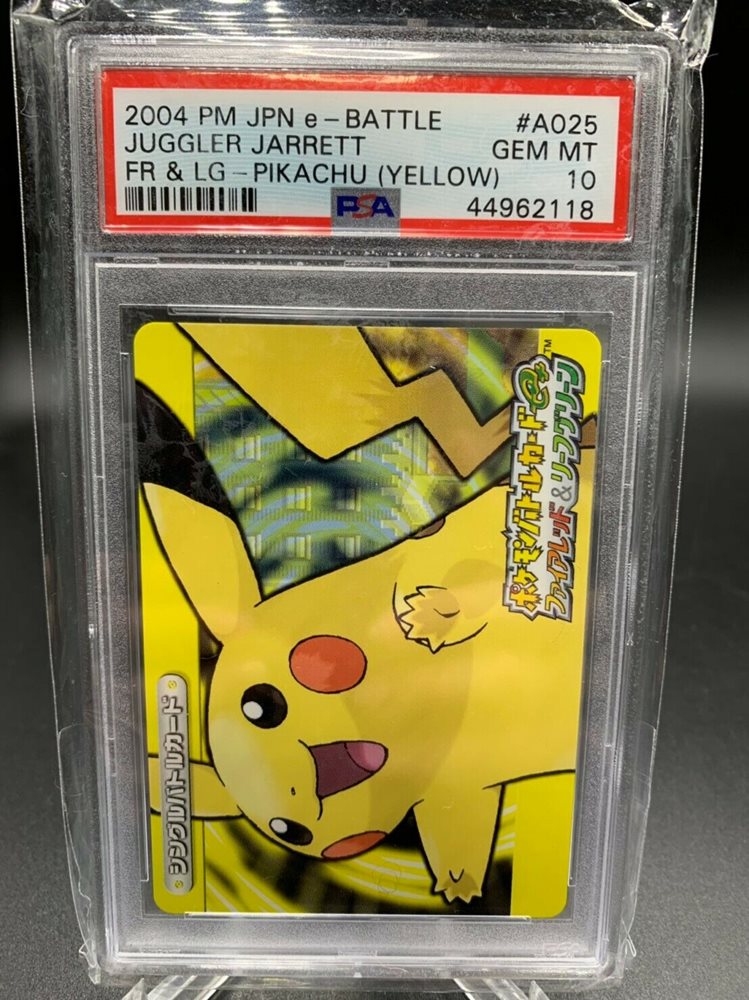 2004 PM JPN e-BATTLE #A025
JUGGLER JARRETT GEM MT
FR & LG-PIKACHU (YELLOW) 10
PSA 44962118
ポケモンバトルカードe+™
ファイアレッド&リーフグリーン
シングルバトルカード